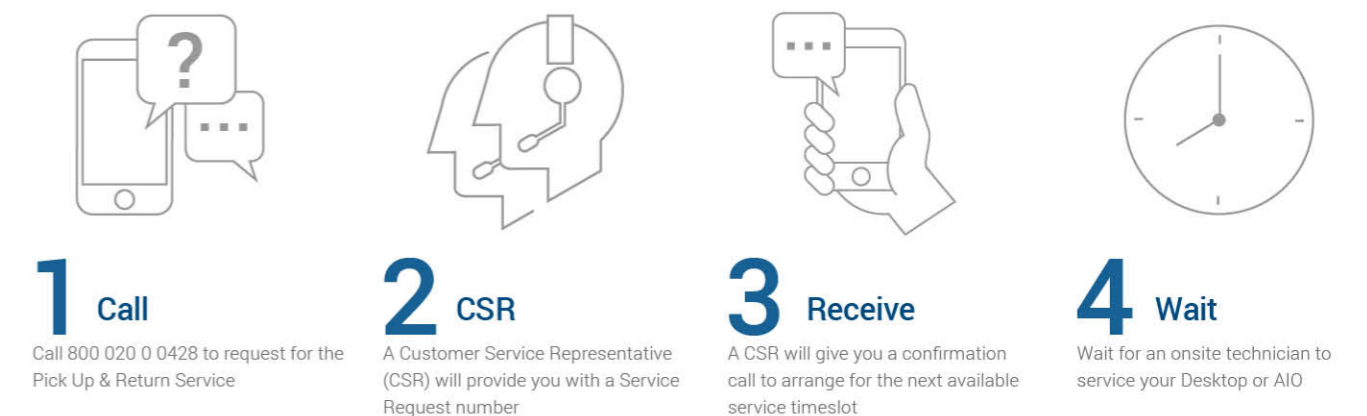 ?
...
1 Call
Call 800 020 0 0428 to request for the
Pick Up & Return Service
2 CSR
A Customer Service Representative
(CSR) will provide you with a Service
Request number
...
3 Receive
A CSR will give you a confirmation
call to arrange for the next available
service timeslot
4 Wait
Wait for an onsite technician to
service your Desktop or AIO